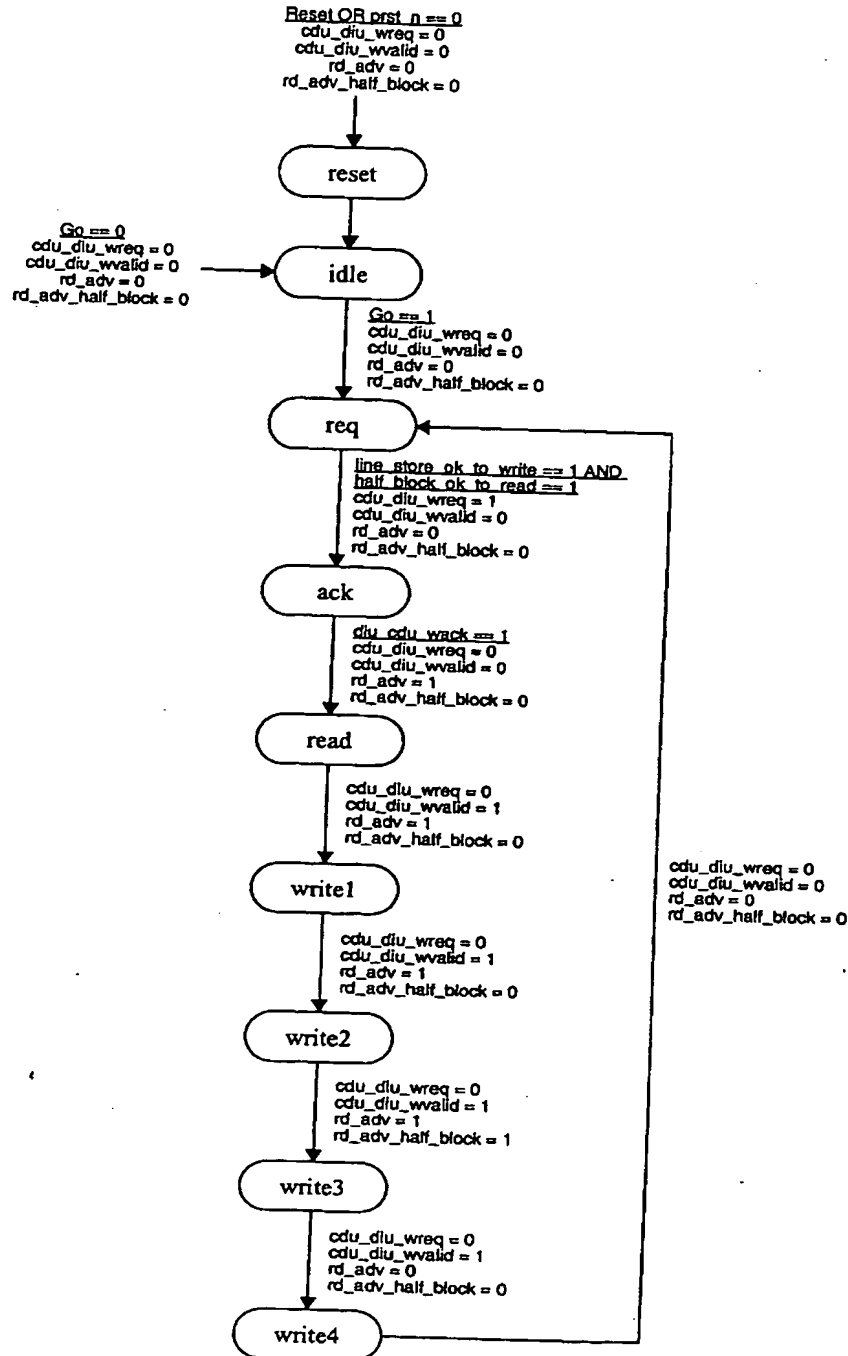 Reset OR prst_n == 0
cdu_diu_wreq = 0
cdu_diu_wvalid = 0
rd_adv = 0
rd_adv_half_block = 0
reset
Go == 0
cdu_diu_wreq = 0
cdu_diu_wvalid = 0
rd_adv = 0
rd_adv_half_block = 0
idle
Go == 1
cdu_diu_wreq = 0
cdu_diu_wvalid = 0
rd_adv = 0
rd_adv_half_block = 0
req
line_store_ok_to_write == 1 AND
half_block_ok_to_read == 1
cdu_diu_wreq = 1
cdu_diu_wvalid = 0
rd_adv = 0
rd_adv_half_block = 0
ack
diu_cdu_wack == 1
cdu_diu_wreq = 0
cdu_diu_wvalid = 0
rd_adv = 1
rd_adv_half_block = 0
read
cdu_diu_wreq = 0
cdu_diu_wvalid = 1
rd_adv = 1
rd_adv_half_block = 0
write1
cdu_diu_wreq = 0
cdu_diu_wvalid = 0
rd_adv = 0
rd_adv_half_block = 0
cdu_diu_wreq = 0
cdu_diu_wvalid = 1
rd_adv = 1
rd_adv_half_block = 0
write2
cdu_diu_wreq = 0
cdu_diu_wvalid = 1
rd_adv = 1
rd_adv_half_block = 1
write3
cdu_diu_wreq = 0
cdu_diu_wvalid = 1
rd_adv = 0
rd_adv_half_block = 0
write4